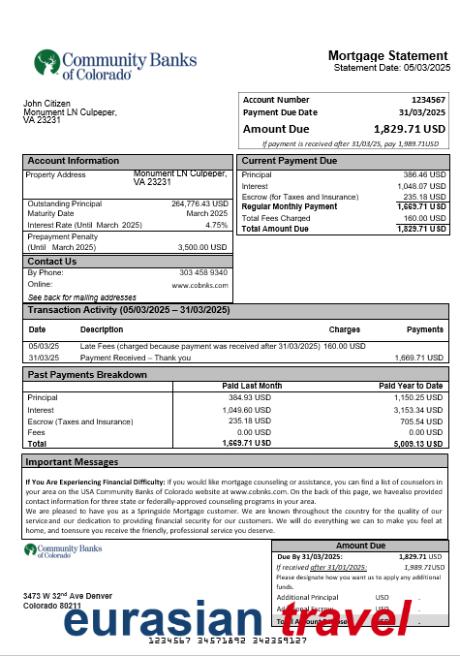 Community Banks
of Colorado
Mortgage Statement
Statement Date: 05/03/2025
John Citizen
Monument LN Culpeper,
VA 23231
Account Number 1234567
Payment Due Date 31/03/2025
Amount Due 1,829.71 USD
If payment is received after 31/03/25, pay 1,989.71USD
Account Information
Property Address Monument LN Culpeper,
VA 23231
Outstanding Principal 264,776.43 USD
Maturity Date March 2025
Interest Rate (Until March 2025) 4.75%
Prepayment Penalty
(Until March 2025) 3,500.00 USD
Contact Us
By Phone: 303 458 9340
Online: www.cobnks.com
See back for mailing addresses
Current Payment Due
Principal 386.46 USD
Interest 1,048.07 USD
Escrow (for Taxes and Insurance) 235.18 USD
Regular Monthly Payment 1,669.71 USD
Total Fees Charged 160.00 USD
Total Amount Due 1,829.71 USD
Transaction Activity (05/03/2025 – 31/03/2025)
Date Description Charges Payments
05/03/25 Late Fees (charged because payment was received after 31/03/2025) 160.00 USD
31/03/25 Payment Received – Thank you 1,669.71 USD
Past Payments Breakdown
Paid Last Month Paid Year to Date
Principal 384.93 USD 1,150.25 USD
Interest 1,049.60 USD 3,153.34 USD
Escrow (Taxes and Insurance) 235.18 USD 705.54 USD
Fees 0.00 USD 0.00 USD
Total 1,669.71 USD 5,009.13 USD
Important Messages
If You Are Experiencing Financial Difficulty: if you would like mortgage counseling or assistance, you can find a list of counselors in
your area on the USA Community Banks of Colorado website at www.cobnks.com. On the back of this page, we havealso provided
contact information for three state or federally-approved counseling programs in your area.
We are pleased to have you as a Springside Mortgage customer. We are known throughout the country for the quality of our
service and our dedication to providing financial security for our customers. We will do everything we can to make you feel at
home, and toensure you receive the friendly, professional service you deserve.
Community Banks
of Colorado
3473 W 32nd Ave Denver
Colorado 80211
Amount Due
Due By 31/03/2025: 1,829.71 USD
If received after 31/01/2025: 1,989.71USD
Please designate how you want us to apply any additional
funds.
Additional Principal USD .
Additional Escrow USD .
Total Amount
eurasian travel
1234567 34571892 342359127